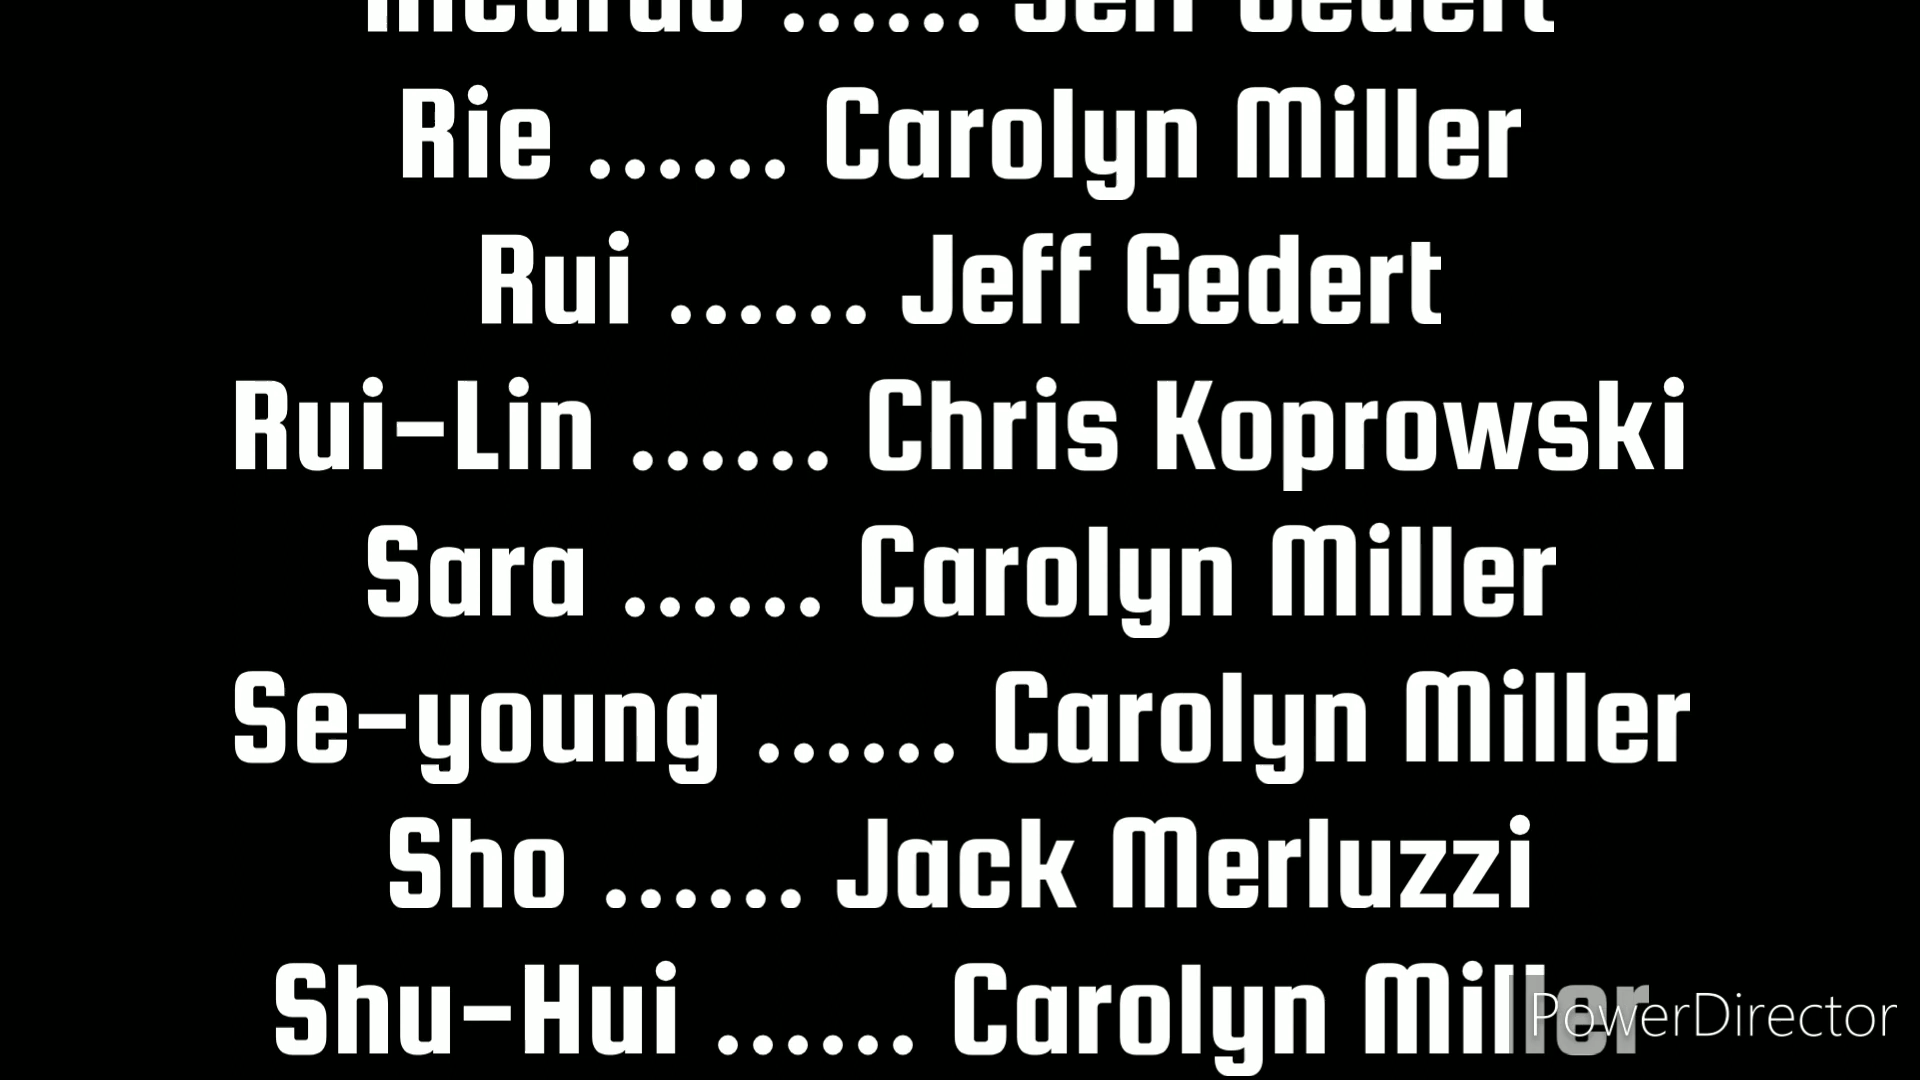 Ricardo ...... Jeff Gedert
Rie ...... Carolyn Miller
Rui ...... Jeff Gedert
Rui-Lin ...... Chris Koprowski
Sara ...... Carolyn Miller
Se-young ...... Carolyn Miller
Sho ...... Jack Merluzzi
Shu-Hui ...... Carolyn Miller
PowerDirector